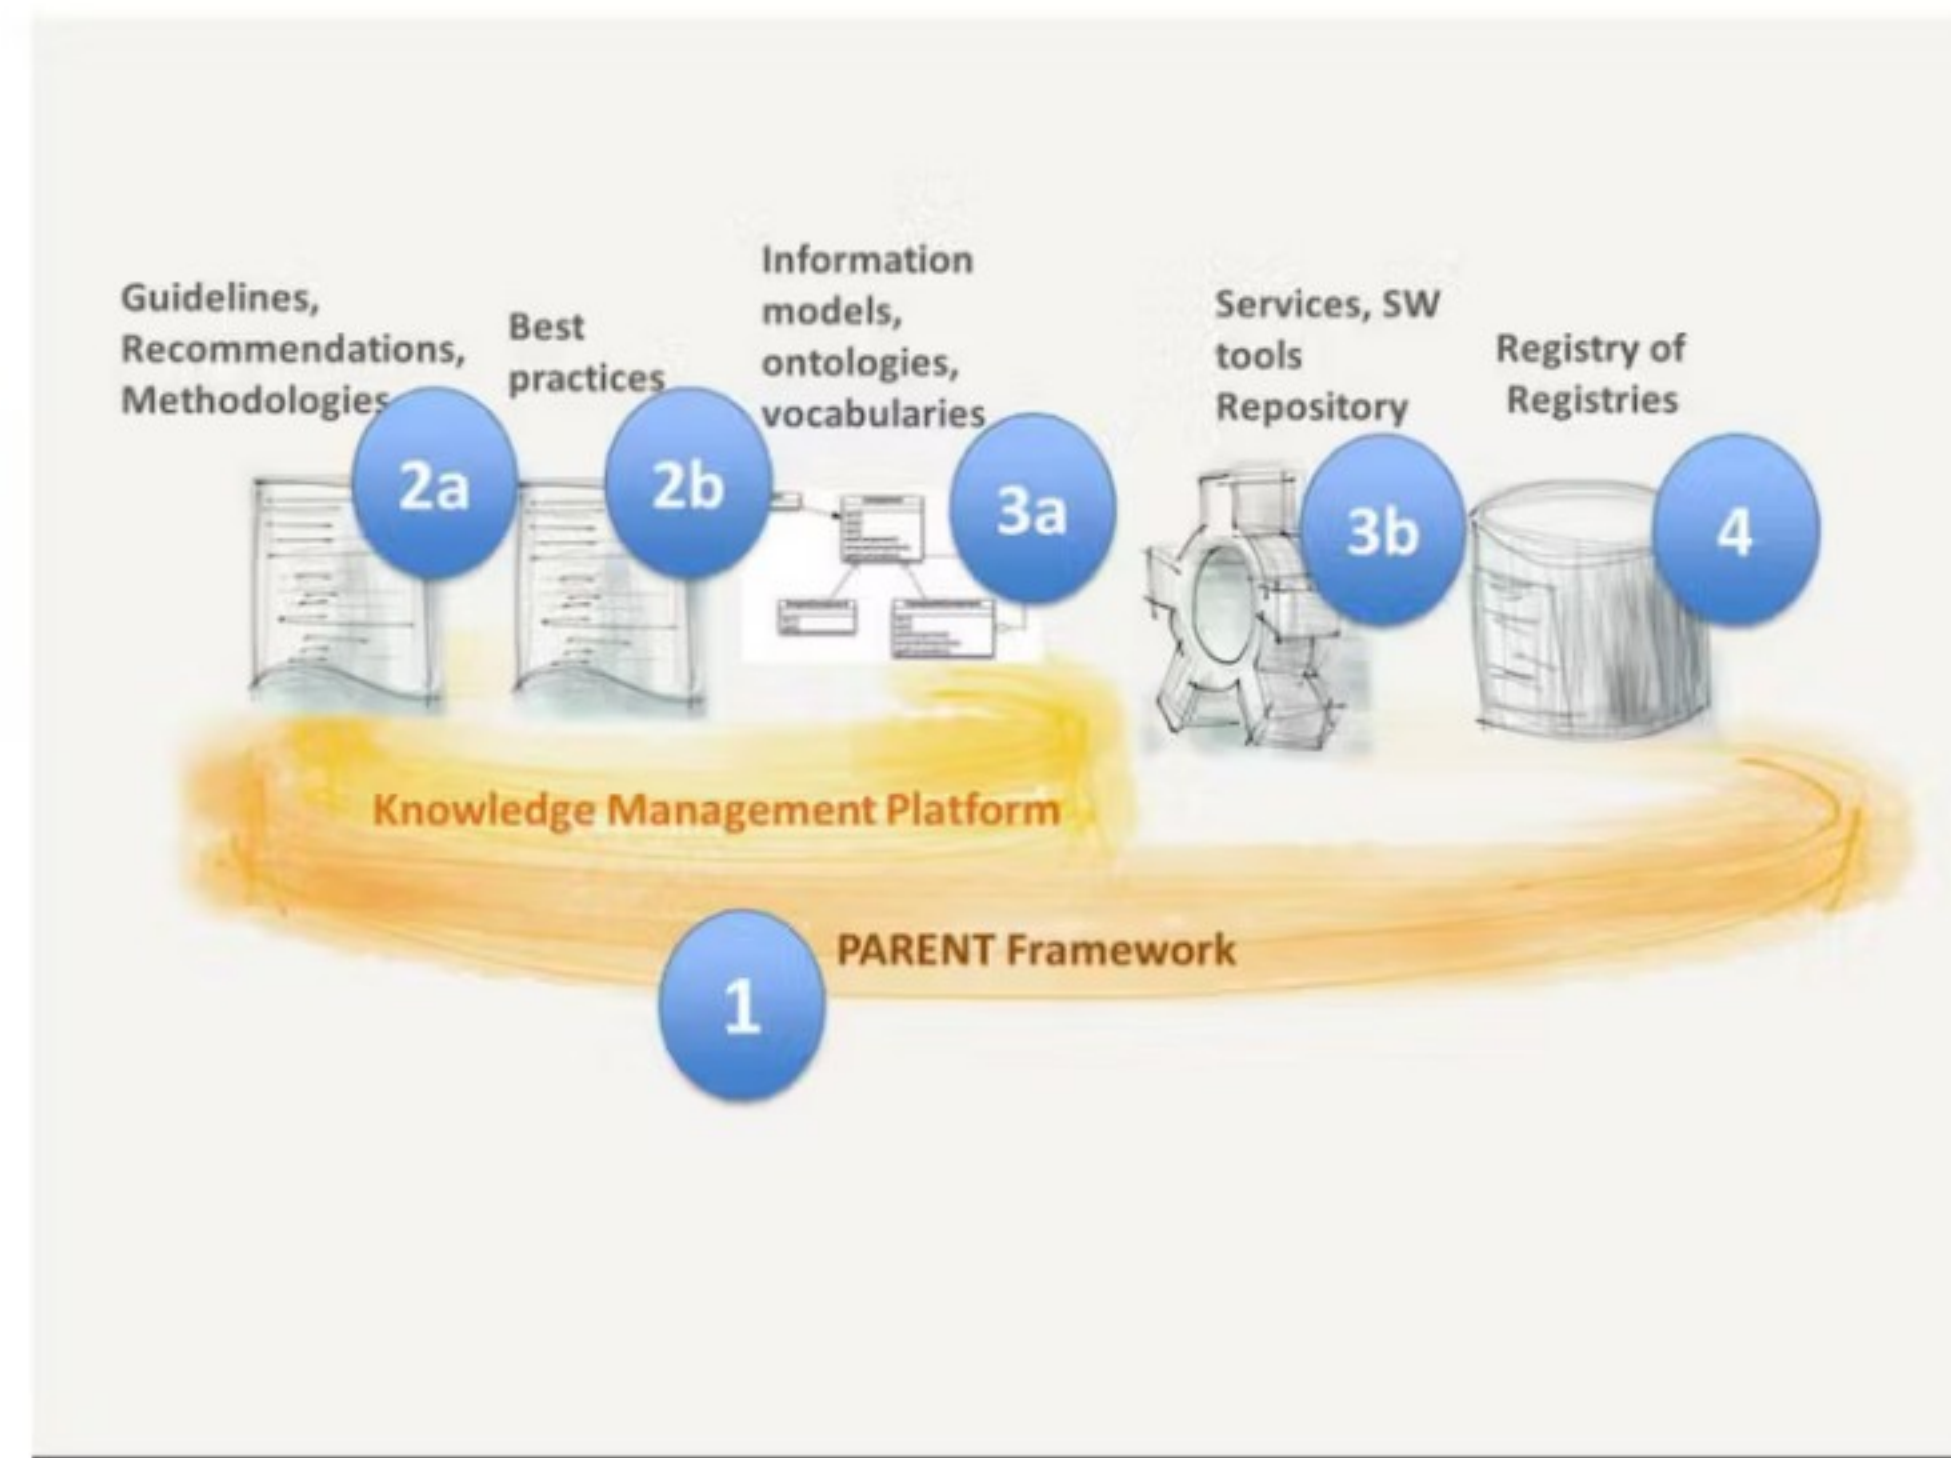 Guidelines,
Recommendations,
Methodologies
2a
Best
practices
2b
Information
models,
ontologies,
vocabularies
3a
Services, SW
tools
Repository
3b
Registry of
Registries
4
Knowledge Management Platform
PARENT Framework
1